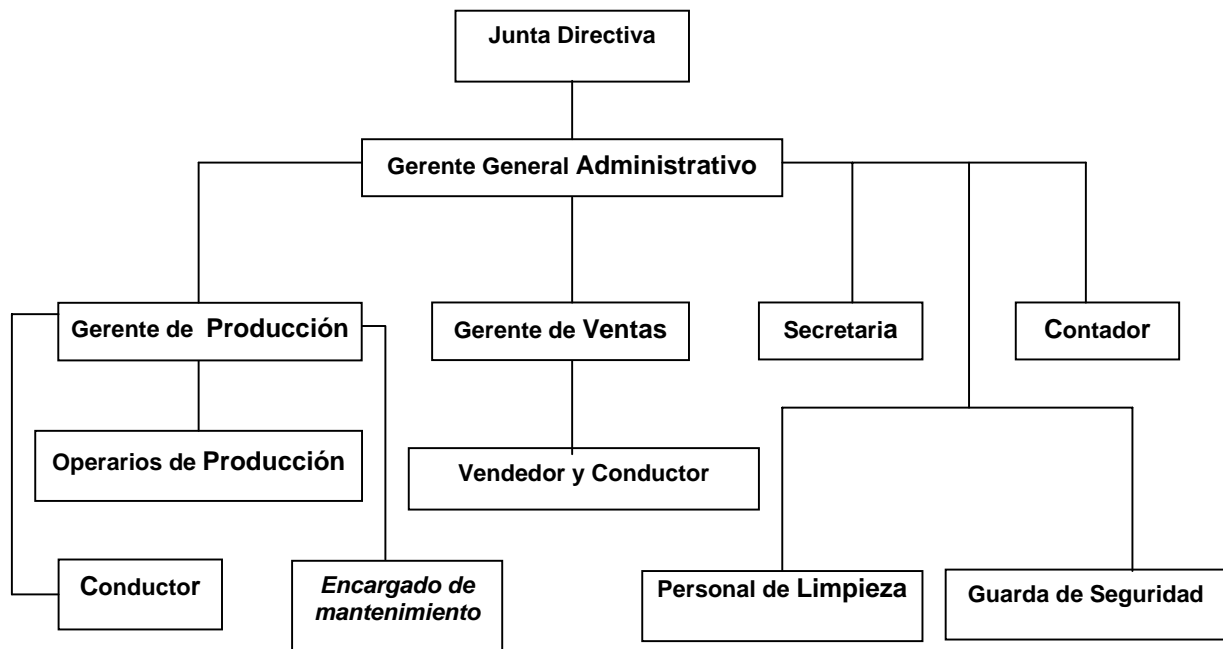 Junta Directiva
Gerente General Administrativo
Gerente de Producción
Gerente de Ventas
Secretaria
Contador
Operarios de Producción
Vendedor y Conductor
Conductor
Encargado de
mantenimiento
Personal de Limpieza
Guarda de Seguridad